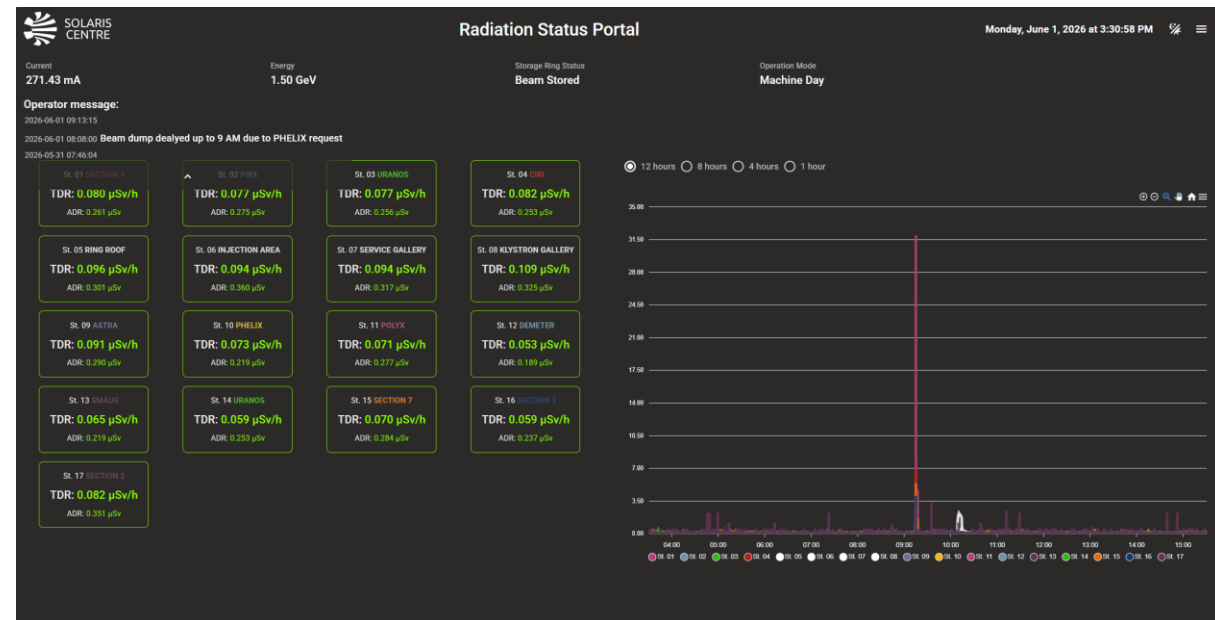 SOLARIS
CENTRE
Radiation Status Portal
Monday, June 1, 2026 at 3:30:58 PM
Current
271.43 mA
Energy
1.50 GeV
Storage Ring Status
Beam Stored
Operation Mode
Machine Day
Operator message:
2026-06-01 09:13:15
2026-06-01 08:08:00 Beam dump dealyed up to 9 AM due to PHELIX request
2026-05-31 07:46:04
12 hours 8 hours 4 hours 1 hour
St. 01 SECTION 9
TDR: 0.080 µSv/h
ADR: 0.261 µSv
St. 02 PIRX
TDR: 0.077 µSv/h
ADR: 0.275 µSv
St. 03 URANOS
TDR: 0.077 µSv/h
ADR: 0.256 µSv
St. 04 CIRI
TDR: 0.082 µSv/h
ADR: 0.253 µSv
St. 05 RING ROOF
TDR: 0.096 µSv/h
ADR: 0.301 µSv
St. 06 INJECTION AREA
TDR: 0.094 µSv/h
ADR: 0.360 µSv
St. 07 SERVICE GALLERY
TDR: 0.094 µSv/h
ADR: 0.317 µSv
St. 08 KLYSTRON GALLERY
TDR: 0.109 µSv/h
ADR: 0.325 µSv
St. 09 ASTRA
TDR: 0.091 µSv/h
ADR: 0.290 µSv
St. 10 PHELIX
TDR: 0.073 µSv/h
ADR: 0.219 µSv
St. 11 POLYX
TDR: 0.071 µSv/h
ADR: 0.277 µSv
St. 12 DEMETER
TDR: 0.053 µSv/h
ADR: 0.189 µSv
St. 13 SMAUG
TDR: 0.065 µSv/h
ADR: 0.219 µSv
St. 14 URANOS
TDR: 0.059 µSv/h
ADR: 0.253 µSv
St. 15 SECTION 7
TDR: 0.070 µSv/h
ADR: 0.284 µSv
St. 16 SECTION 3
TDR: 0.059 µSv/h
ADR: 0.237 µSv
St. 17 SECTION 2
TDR: 0.082 µSv/h
ADR: 0.351 µSv
35.00
31.50
28.00
24.50
21.00
17.50
14.00
10.50
7.00
3.50
0.00
04:00 05:00 06:00 07:00 08:00 09:00 10:00 11:00 12:00 13:00 14:00 15:00
St. 01 St. 02 St. 03 St. 04 St. 05 St. 06 St. 07 St. 08 St. 09 St. 10 St. 11 St. 12 St. 13 St. 14 St. 15 St. 16 St. 17